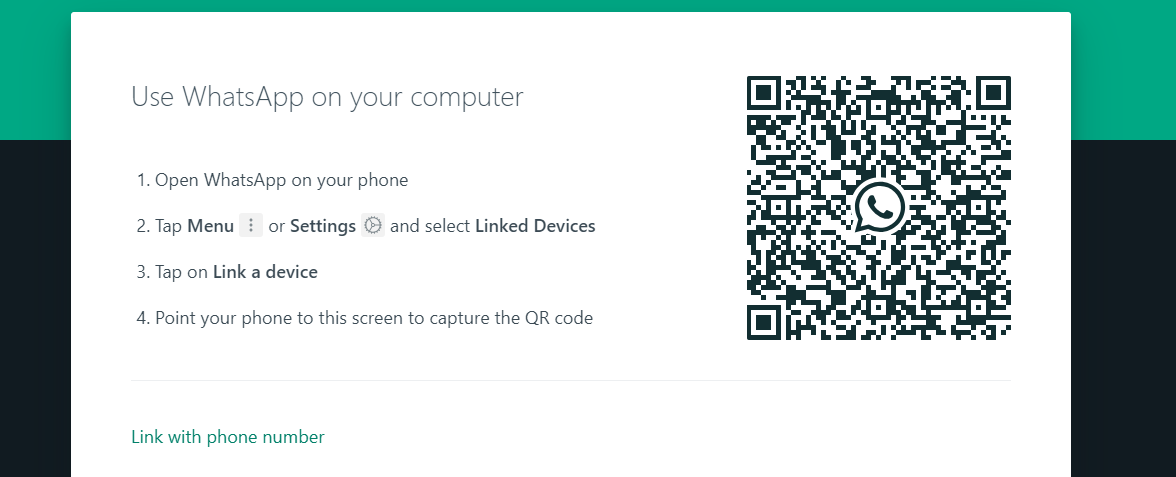 Use WhatsApp on your computer
1. Open WhatsApp on your phone
2. Tap Menu or Settings and select Linked Devices
3. Tap on Link a device
4. Point your phone to this screen to capture the QR code
Link with phone number